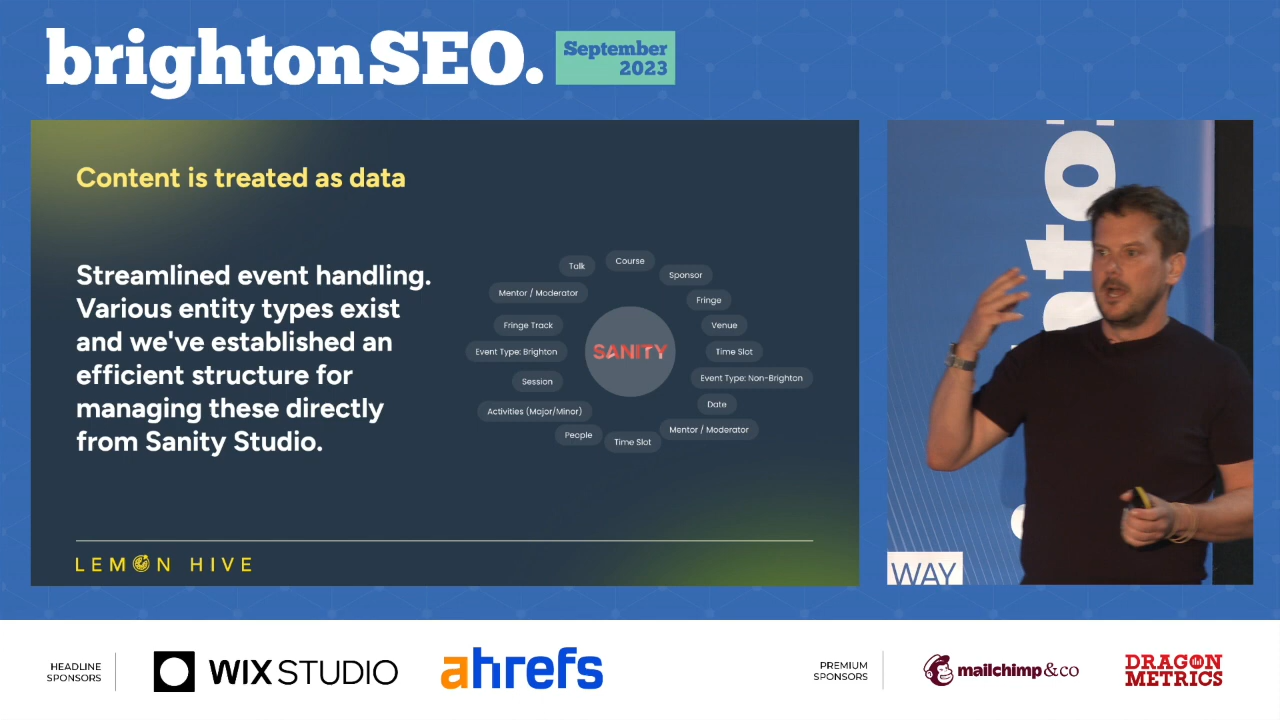 brightonSEO.
September
2023
Content is treated as data
Streamlined event handling.
Various entity types exist
and we've established an
efficient structure for
managing these directly
from Sanity Studio.
Talk
Course
Sponsor
Mentor / Moderator
Fringe
Fringe Track
Venue
Event Type: Brighton
SANITY
Time Slot
Session
Event Type: Non-Brighton
Activities (Major/Minor)
Date
People
Time Slot
Mentor / Moderator
LEMON HIVE
WAY
HEADLINE
SPONSORS
WIX STUDIO
ahrefs
PREMIUM
SPONSORS
mailchimp&co
DRAGON
METRICS